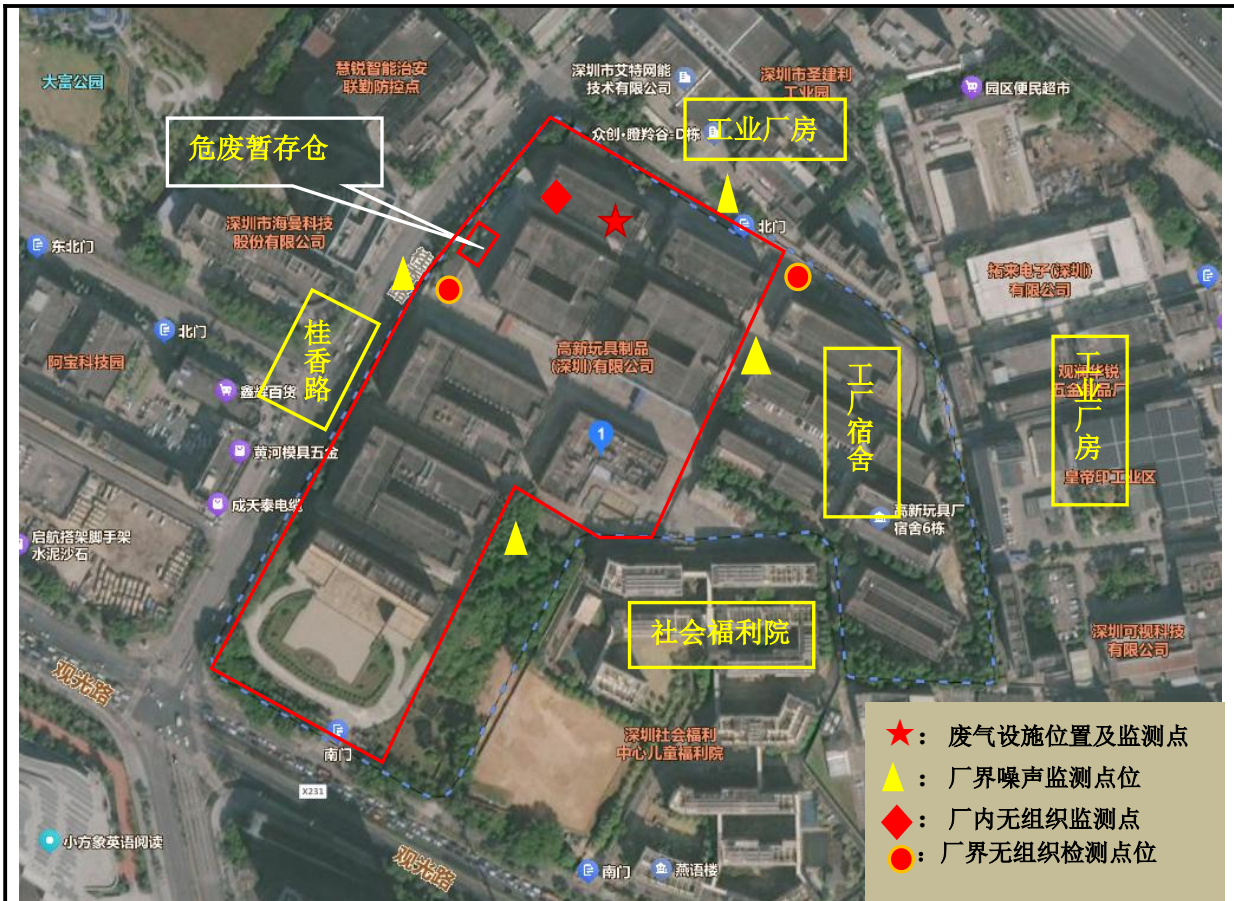 大富公园
慧锐智能治安
联勤防控点
深圳市艾特网能
技术有限公司
深圳市圣建利
工业园
园区便民超市
众创·瞪羚谷-D栋
工业厂房
危废暂存仓
深圳市海曼科技
股份有限公司
东北门
北门
拓来电子(深圳)
有限公司
北门
桂香路
阿宝科技园
高新玩具制品
(深圳)有限公司
鑫辉百货
工厂宿舍
观澜华锐
五金制品厂
工业厂房
黄河模具五金
1
皇帝印工业区
成天泰电缆
高新玩具厂
宿舍6栋
启航搭架脚手架
水泥沙石
社会福利院
深圳可视科技
有限公司
观光路
南门
深圳社会福利
中心儿童福利院
X231
小方象英语阅读
观光路
南门
燕语楼
：废气设施位置及监测点
：厂界噪声监测点位
：厂内无组织监测点
：厂界无组织检测点位